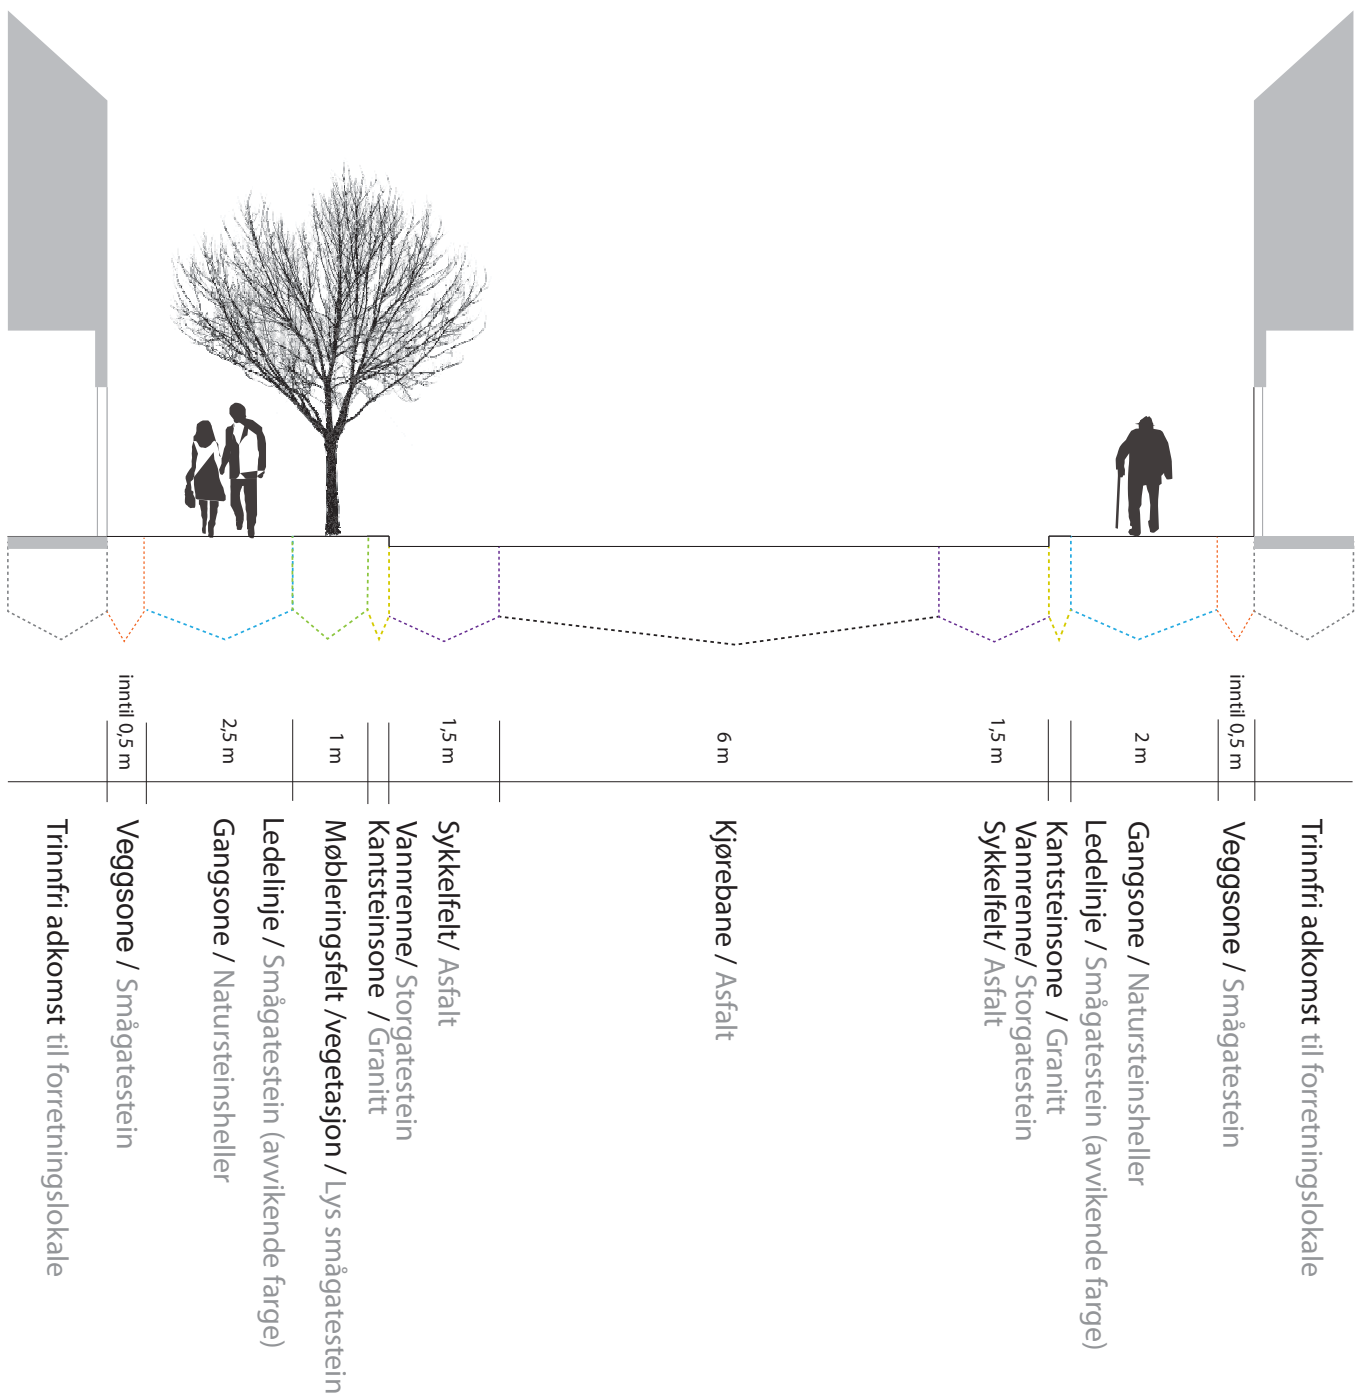 inntil 0,5 m
2,5 m
1 m
1,5 m
6 m
1,5 m
2 m
inntil 0,5 m
Trinnfri adkomst til forretningslokale
Veggsone / Smågatestein
Gangsone / Natursteinsheller
Ledelinje / Smågatestein (avvikende farge)
Møbleringsfelt /vegetasjon / Lys smågatestein
Kantsteinsone / Granitt
Vannrenne/ Storgatestein
Sykkelfelt/ Asfalt
Kjørebane / Asfalt
Sykkelfelt/ Asfalt
Vannrenne/ Storgatestein
Kantsteinsone / Granitt
Ledelinje / Smågatestein (avvikende farge)
Gangsone / Natursteinsheller
Veggsone / Smågatestein
Trinnfri adkomst til forretningslokale